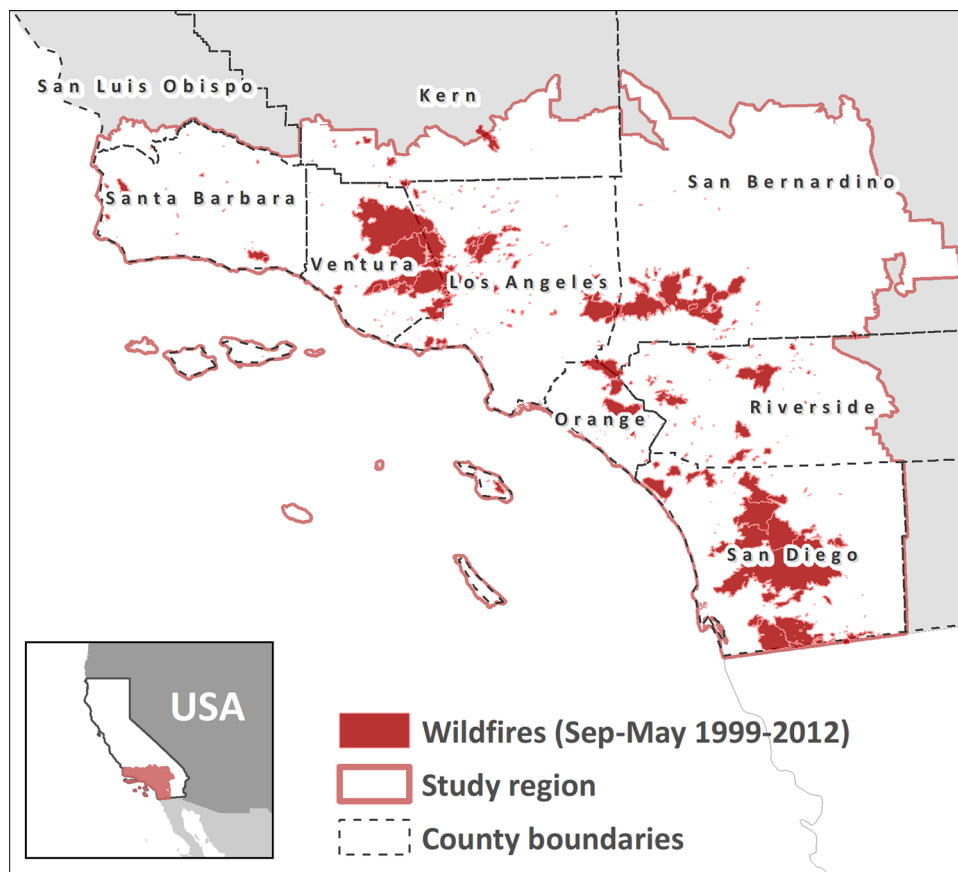 San Luis Obispo
Kern
San Bernardino
Santa Barbara
Ventura
Los Angeles
Riverside
Orange
San Diego
USA
Wildfires (Sep-May 1999-2012)
Study region
County boundaries